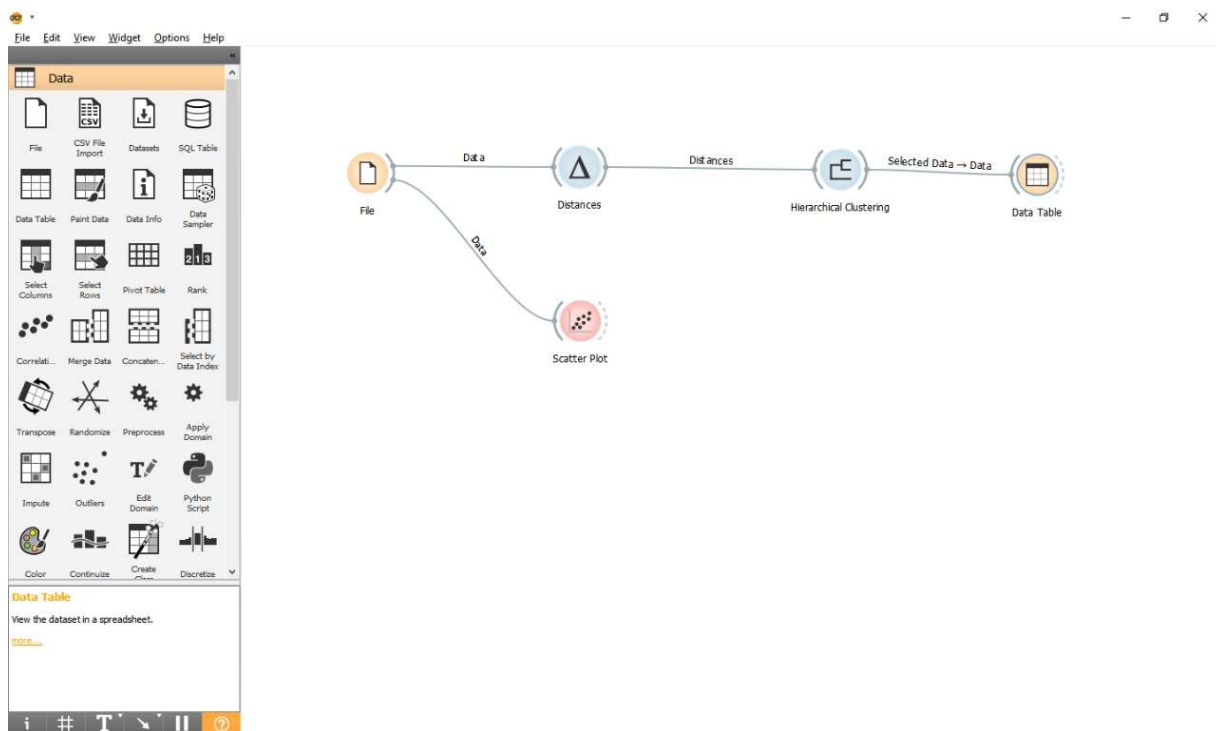 File Edit View Widget Options Help
Data
File
CSV File
Import
Datasets
SQL Table
Data Table
Paint Data
Data Info
Data
Sampler
Select
Columns
Select
Rows
Pivot Table
Rank
Correlati...
Merge Data
Concaten...
Select by
Data Index
Transpose
Randomize
Preprocess
Apply
Domain
Impute
Outliers
Edit
Domain
Python
Script
Color
Continuize
Create
Discretize
Data Table
View the dataset in a spreadsheet.
more...
File
Data
Distances
Distances
Hierarchical Clustering
Selected Data → Data
Data Table
Data
Scatter Plot